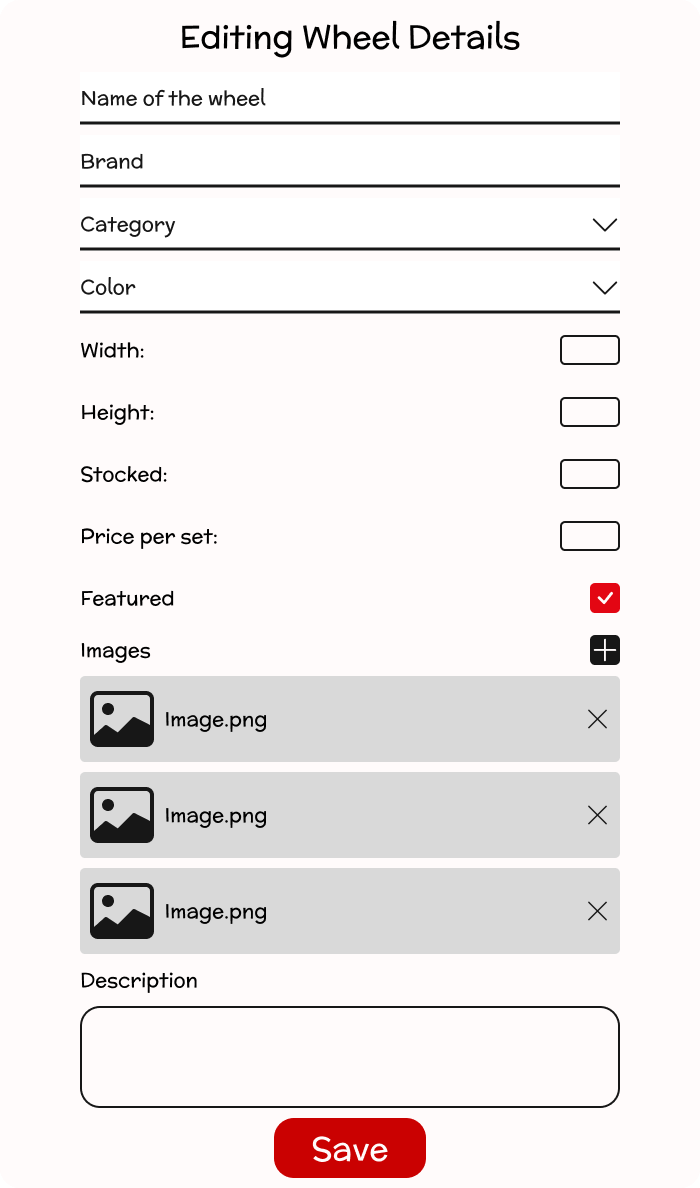 Editing Wheel Details
Name of the wheel
Brand
Category
Color
Width:
Height:
Stocked:
Price per set:
Featured
Images
Image.png
Image.png
Image.png
Description
Save